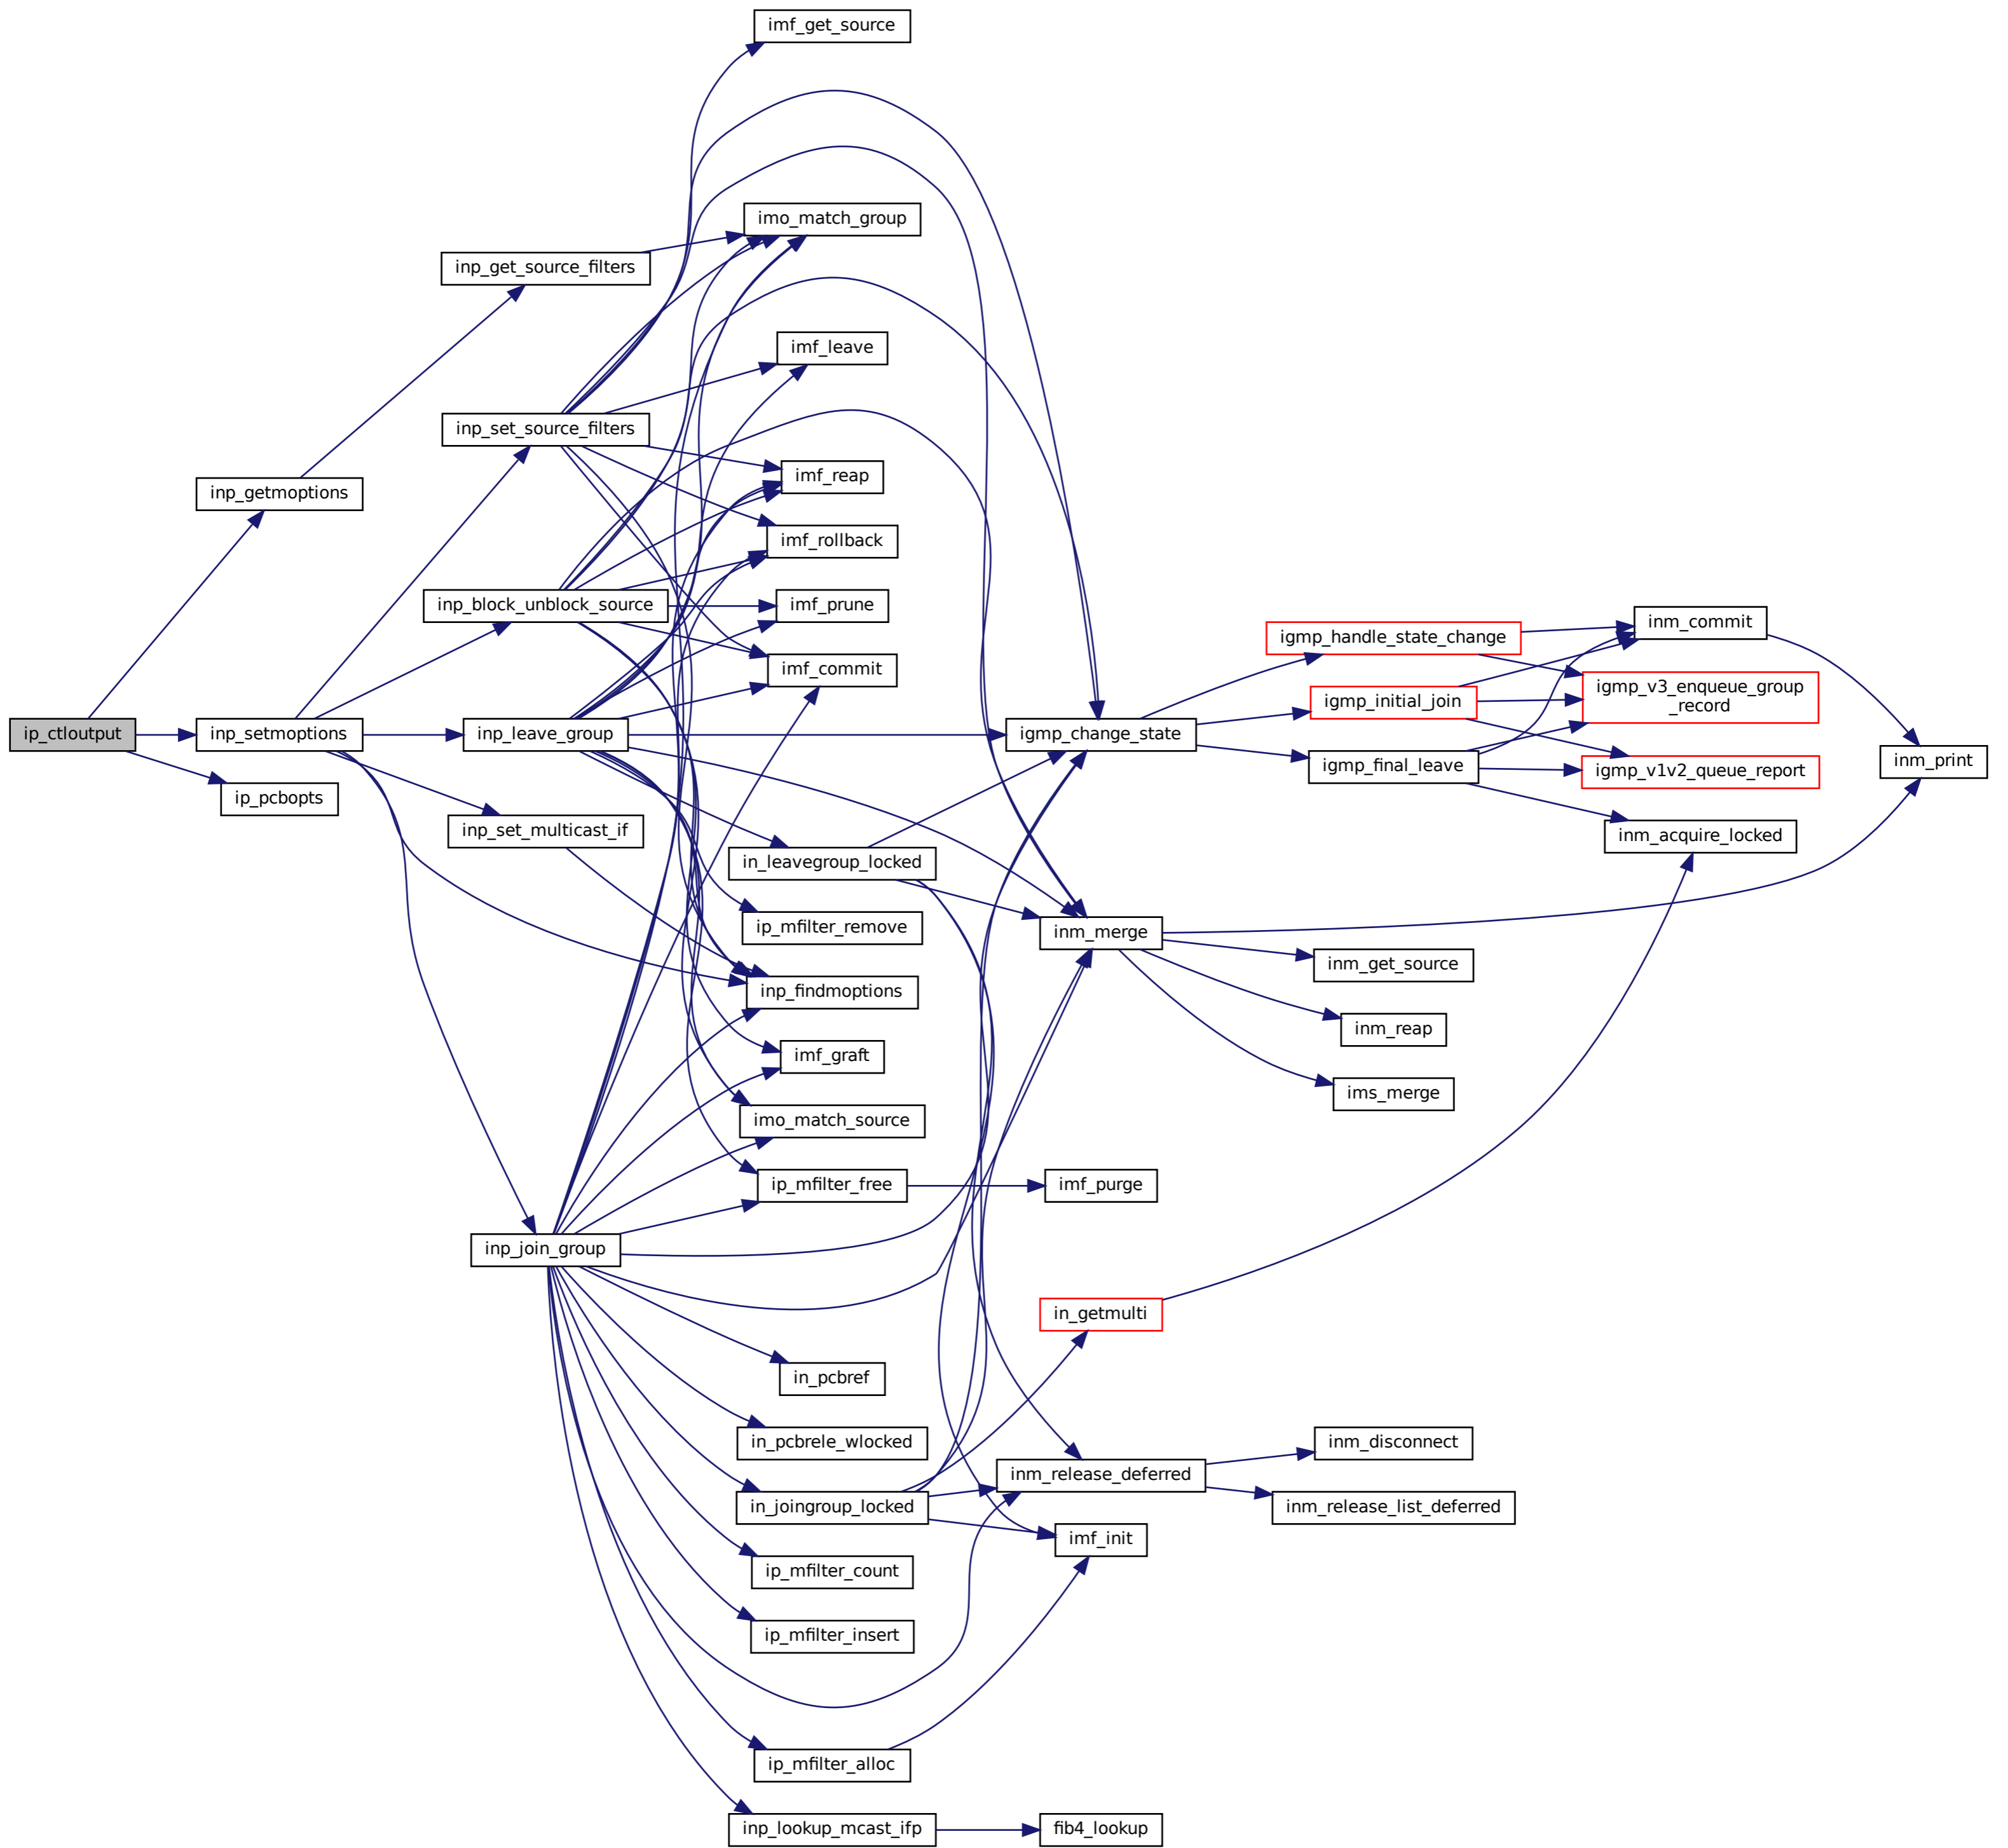 imf_get_source
imo_match_group
inp_get_source_filters
imf_leave
inp_set_source_filters
imf_reap
inp_getmoptions
imf_rollback
inp_block_unblock_source
imf_prune
inm_commit
igmp_handle_state_change
imf_commit
igmp_v3_enqueue_group
_record
igmp_initial_join
ip_ctloutput
inp_setmoptions
inp_leave_group
igmp_change_state
inm_print
igmp_final_leave
igmp_v1v2_queue_report
ip_pcbopts
inp_set_multicast_if
inm_acquire_locked
in_leavegroup_locked
ip_mfilter_remove
inm_merge
inm_get_source
inp_findmoptions
inm_reap
imf_graft
ims_merge
imo_match_source
ip_mfilter_free
imf_purge
inp_join_group
in_getmulti
in_pcbref
in_pcbrele_wlocked
inm_disconnect
inm_release_deferred
in_joingroup_locked
inm_release_list_deferred
imf_init
ip_mfilter_count
ip_mfilter_insert
ip_mfilter_alloc
inp_lookup_mcast_ifp
fib4_lookup